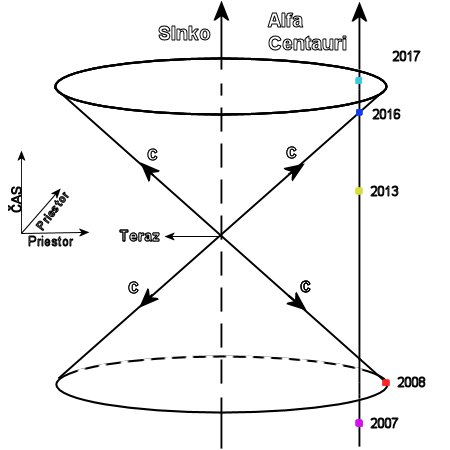 Slnko
Alfa
Centauri
2017
2016
c
c
2013
ČAS
Priestor
Priestor
Teraz
c
c
2008
2007